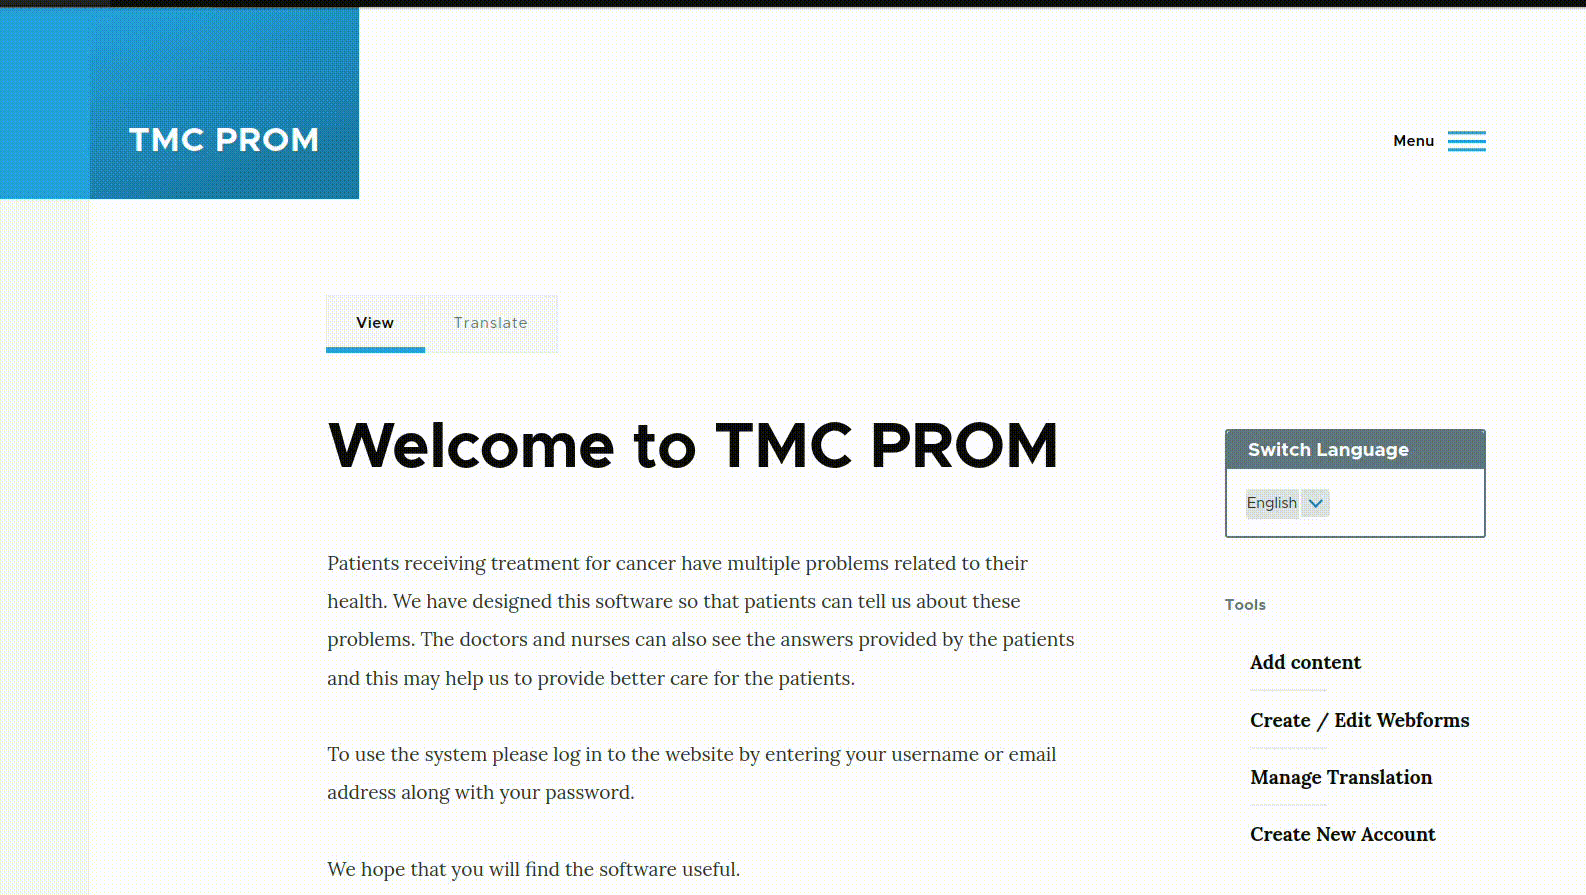 TMC PROM
Menu
View
Translate
Welcome to TMC PROM
Patients receiving treatment for cancer have multiple problems related to their
health. We have designed this software so that patients can tell us about these
problems. The doctors and nurses can also see the answers provided by the patients
and this may help us to provide better care for the patients.
To use the system please log in to the website by entering your username or email
address along with your password.
We hope that you will find the software useful.
Switch Language
English
Tools
Add content
Create / Edit Webforms
Manage Translation
Create New Account